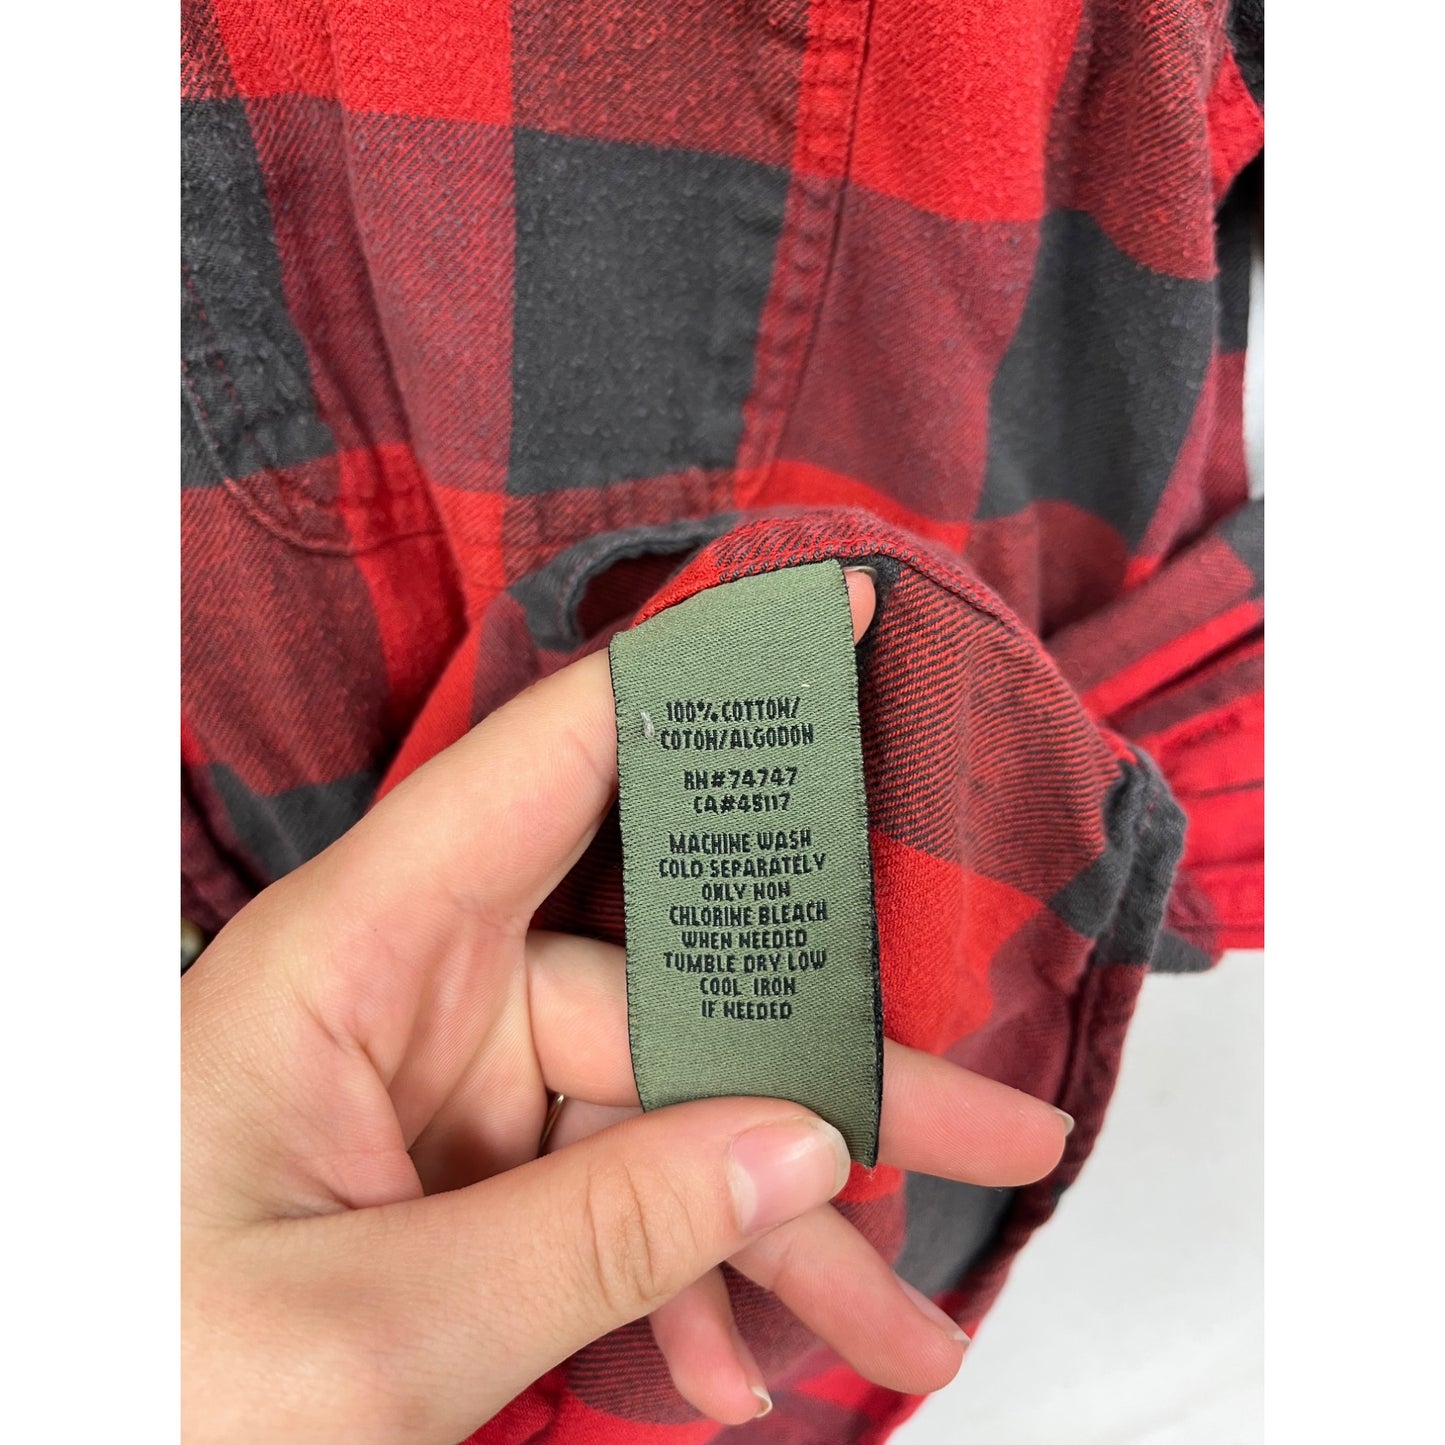 100% COTTON/
COTON/ALGODON
RN#74747
CA#45117
MACHINE WASH
COLD SEPARATELY
ONLY NON
CHLORINE BLEACH
WHEN NEEDED
TUMBLE DRY LOW
COOL IRON
IF NEEDED